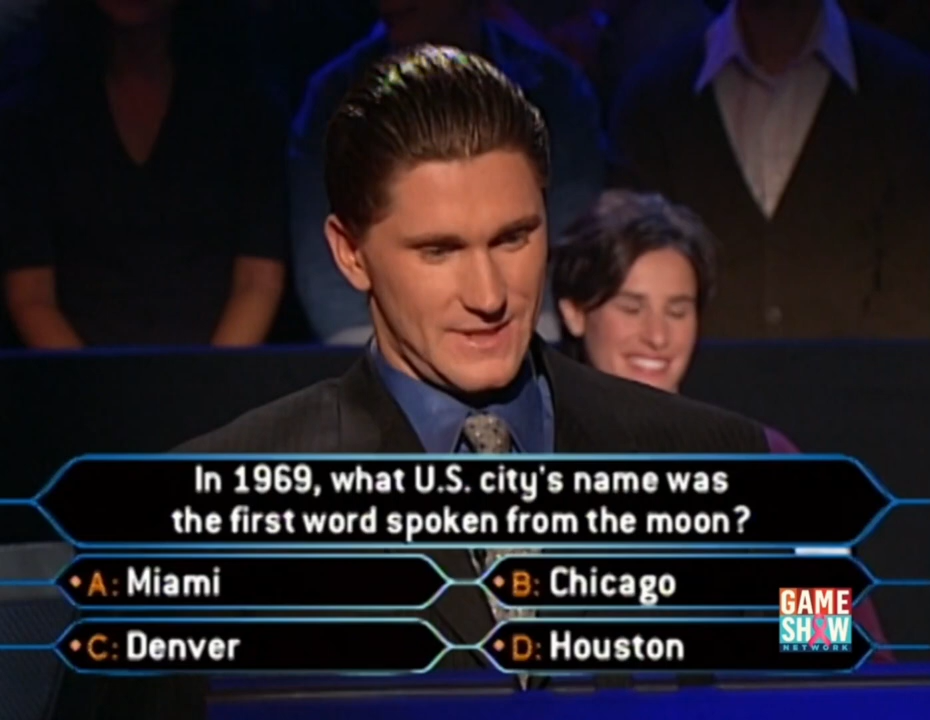 In 1969, what U.S. city's name was
the first word spoken from the moon?
A: Miami
B: Chicago
C: Denver
D: Houston
GAME
SHOW
NETWORK